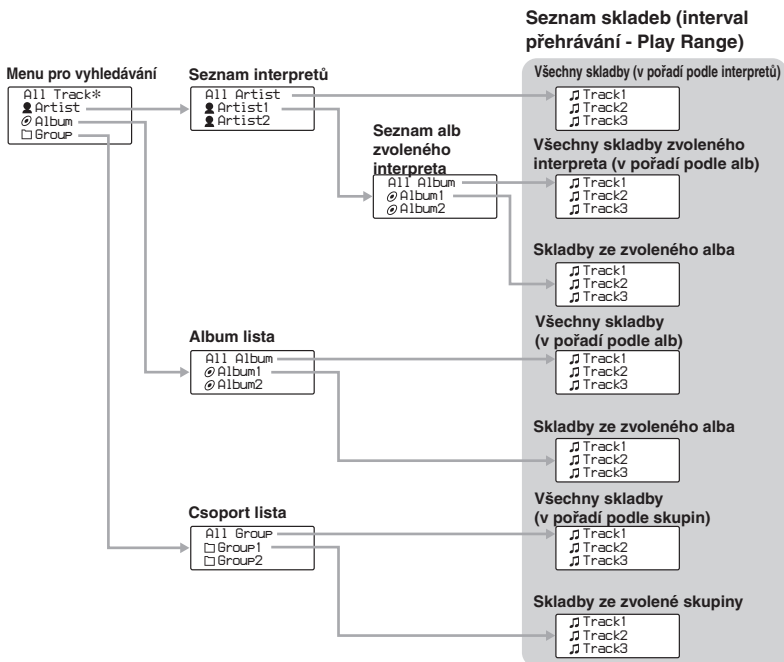 Seznam skladeb (interval
přehrávání - Play Range)
Menu pro vyhledávání
All Track*
Artist
Album
Group
Seznam interpretů
All Artist
Artist1
Artist2
Všechny skladby (v pořadí podle interpretů)
Track1
Track2
Track3
Seznam alb
zvoleného
interpreta
All Album
Album1
Album2
Všechny skladby zvoleného
interpreta (v pořadí podle alb)
Track1
Track2
Track3
Skladby ze zvoleného alba
Track1
Track2
Track3
Album lista
All Album
Album1
Album2
Všechny skladby
(v pořadí podle alb)
Track1
Track2
Track3
Skladby ze zvoleného alba
Track1
Track2
Track3
Csoport lista
All Group
Group1
Group2
Všechny skladby
(v pořadí podle skupin)
Track1
Track2
Track3
Skladby ze zvolené skupiny
Track1
Track2
Track3